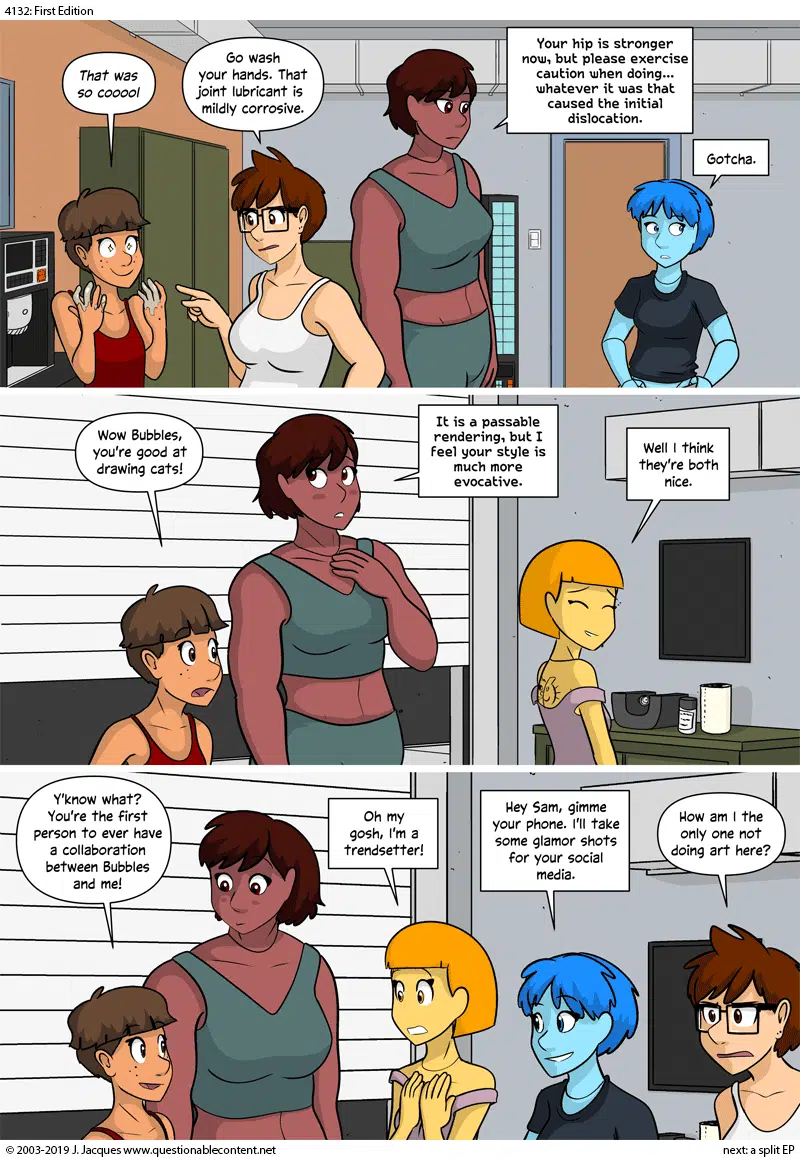 4132: First Edition
That was
so cooool
Go wash
your hands. That
joint lubricant is
mildly corrosive.
Your hip is stronger
now, but please exercise
caution when doing...
whatever it was that
caused the initial
dislocation.
Gotcha.
Wow Bubbles,
you're good at
drawing cats!
It is a passable
rendering, but I
feel your style is
much more
evocative.
Well I think
they're both
nice.
Y'know what?
You're the first
person to ever have
a collaboration
between Bubbles
and me!
Oh my
gosh, I'm a
trendsetter!
Hey Sam, gimme
your phone. I'll take
some glamor shots
for your social
media.
How am I the
only one not
doing art here?
© 2003-2019 J. Jacques www.questionablecontent.net
next: a split EP